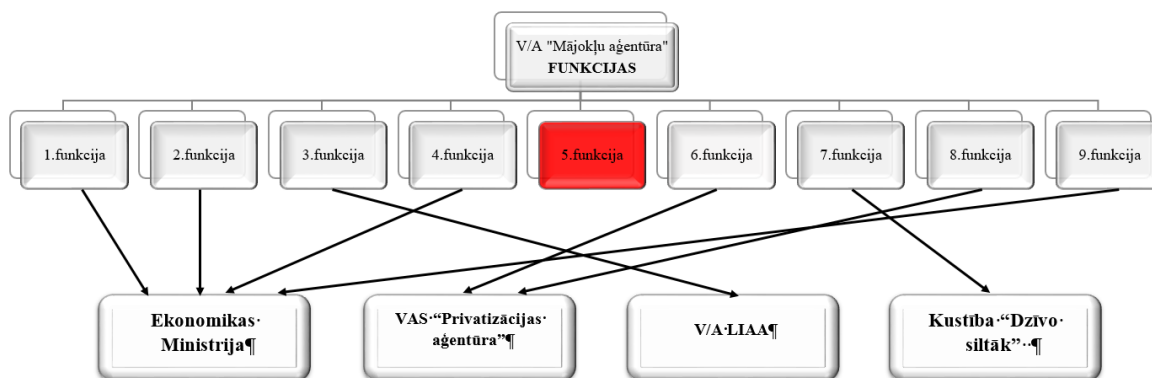 V/A "Mājokļu aģentūra"
FUNKCIJAS
1.funkcija
2.funkcija
3.funkcija
4.funkcija
5.funkcija
6.funkcija
7.funkcija
8.funkcija
9.funkcija
Ekonomikas·
Ministrija¶
VAS·“Privatizācijas·
aģentūra”¶
V/A·LIAA¶
Kustība·“Dzīvo·
siltāk”··¶